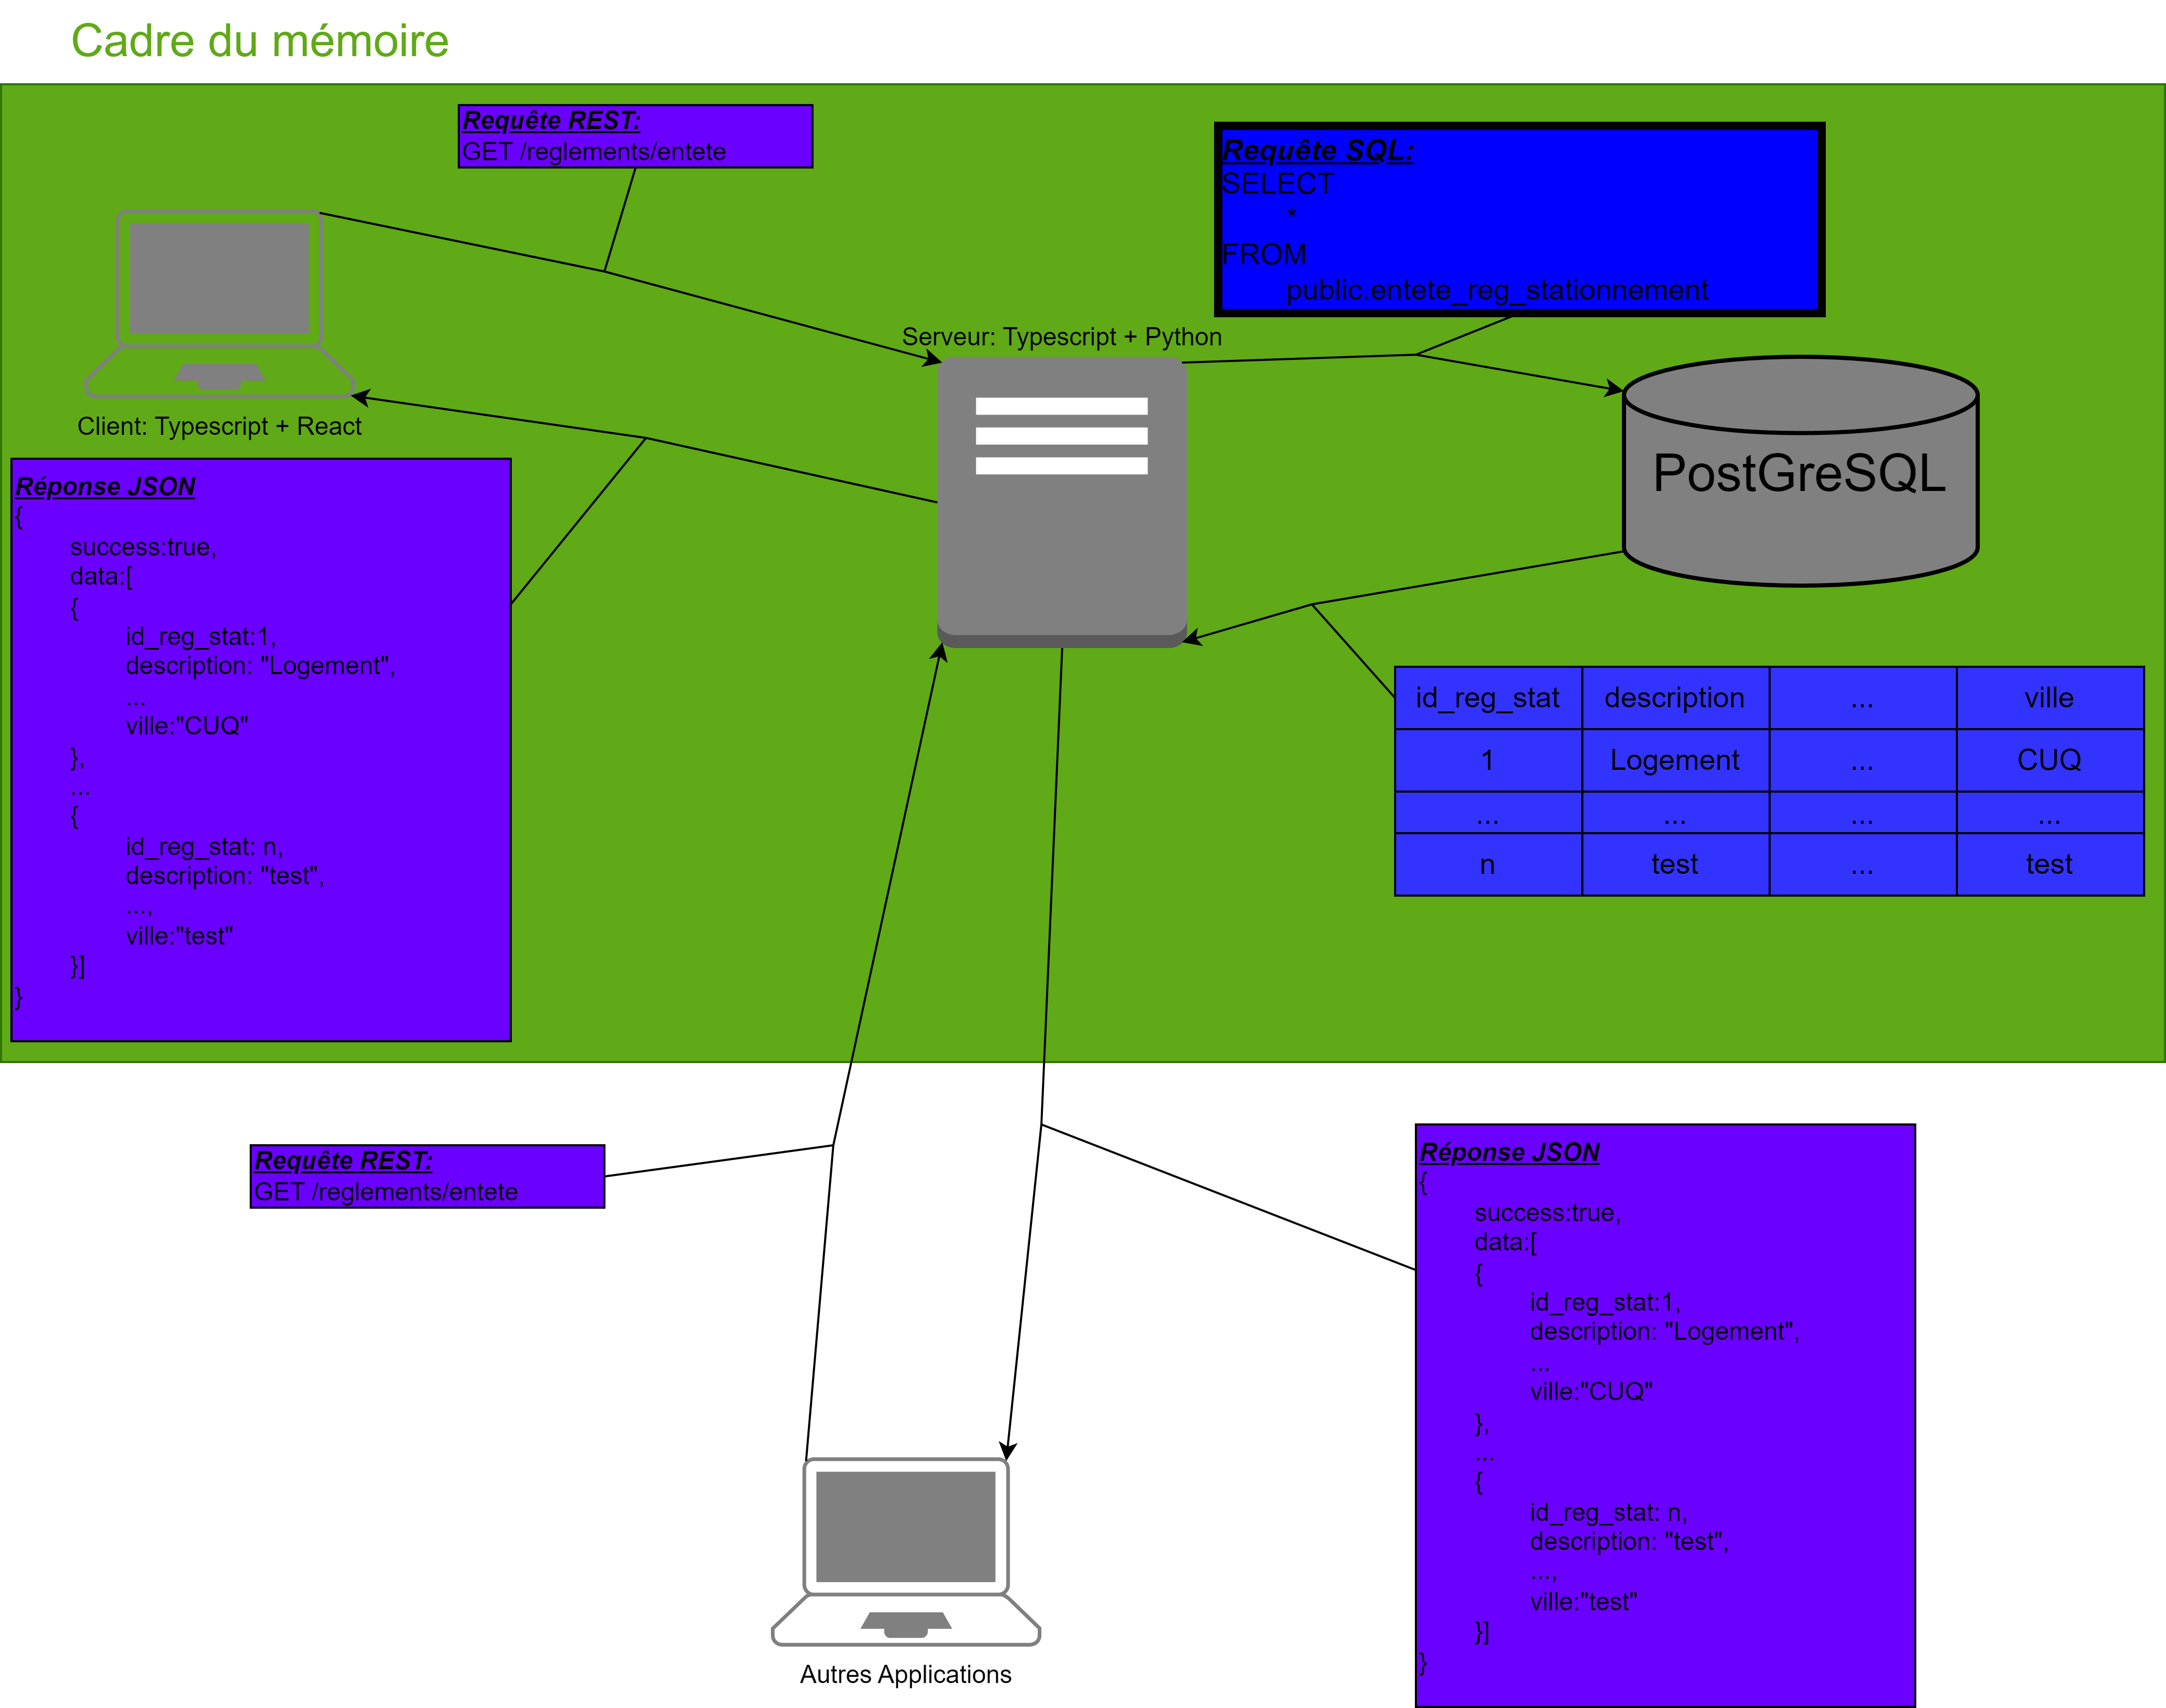 Cadre du mémoire
Requête REST:
GET /reglements/entete
Requête SQL:
SELECT
*
FROM
public.entete_reg_stationnement
Serveur: Typescript + Python
Client: Typescript + React
PostGreSQL
Réponse JSON
{
success:true,
data:[
{
id_reg_stat:1,
description: "Logement",
...
ville:"CUQ"
},
...
{
id_reg_stat: n,
description: "test",
...,
ville:"test"
}]
}
id_reg_stat description ... ville
1 Logement ... CUQ
... ... ... ...
n test ... test
Requête REST:
GET /reglements/entete
Réponse JSON
{
success:true,
data:[
{
id_reg_stat:1,
description: "Logement",
...
ville:"CUQ"
},
...
{
id_reg_stat: n,
description: "test",
...,
ville:"test"
}]
}
Autres Applications